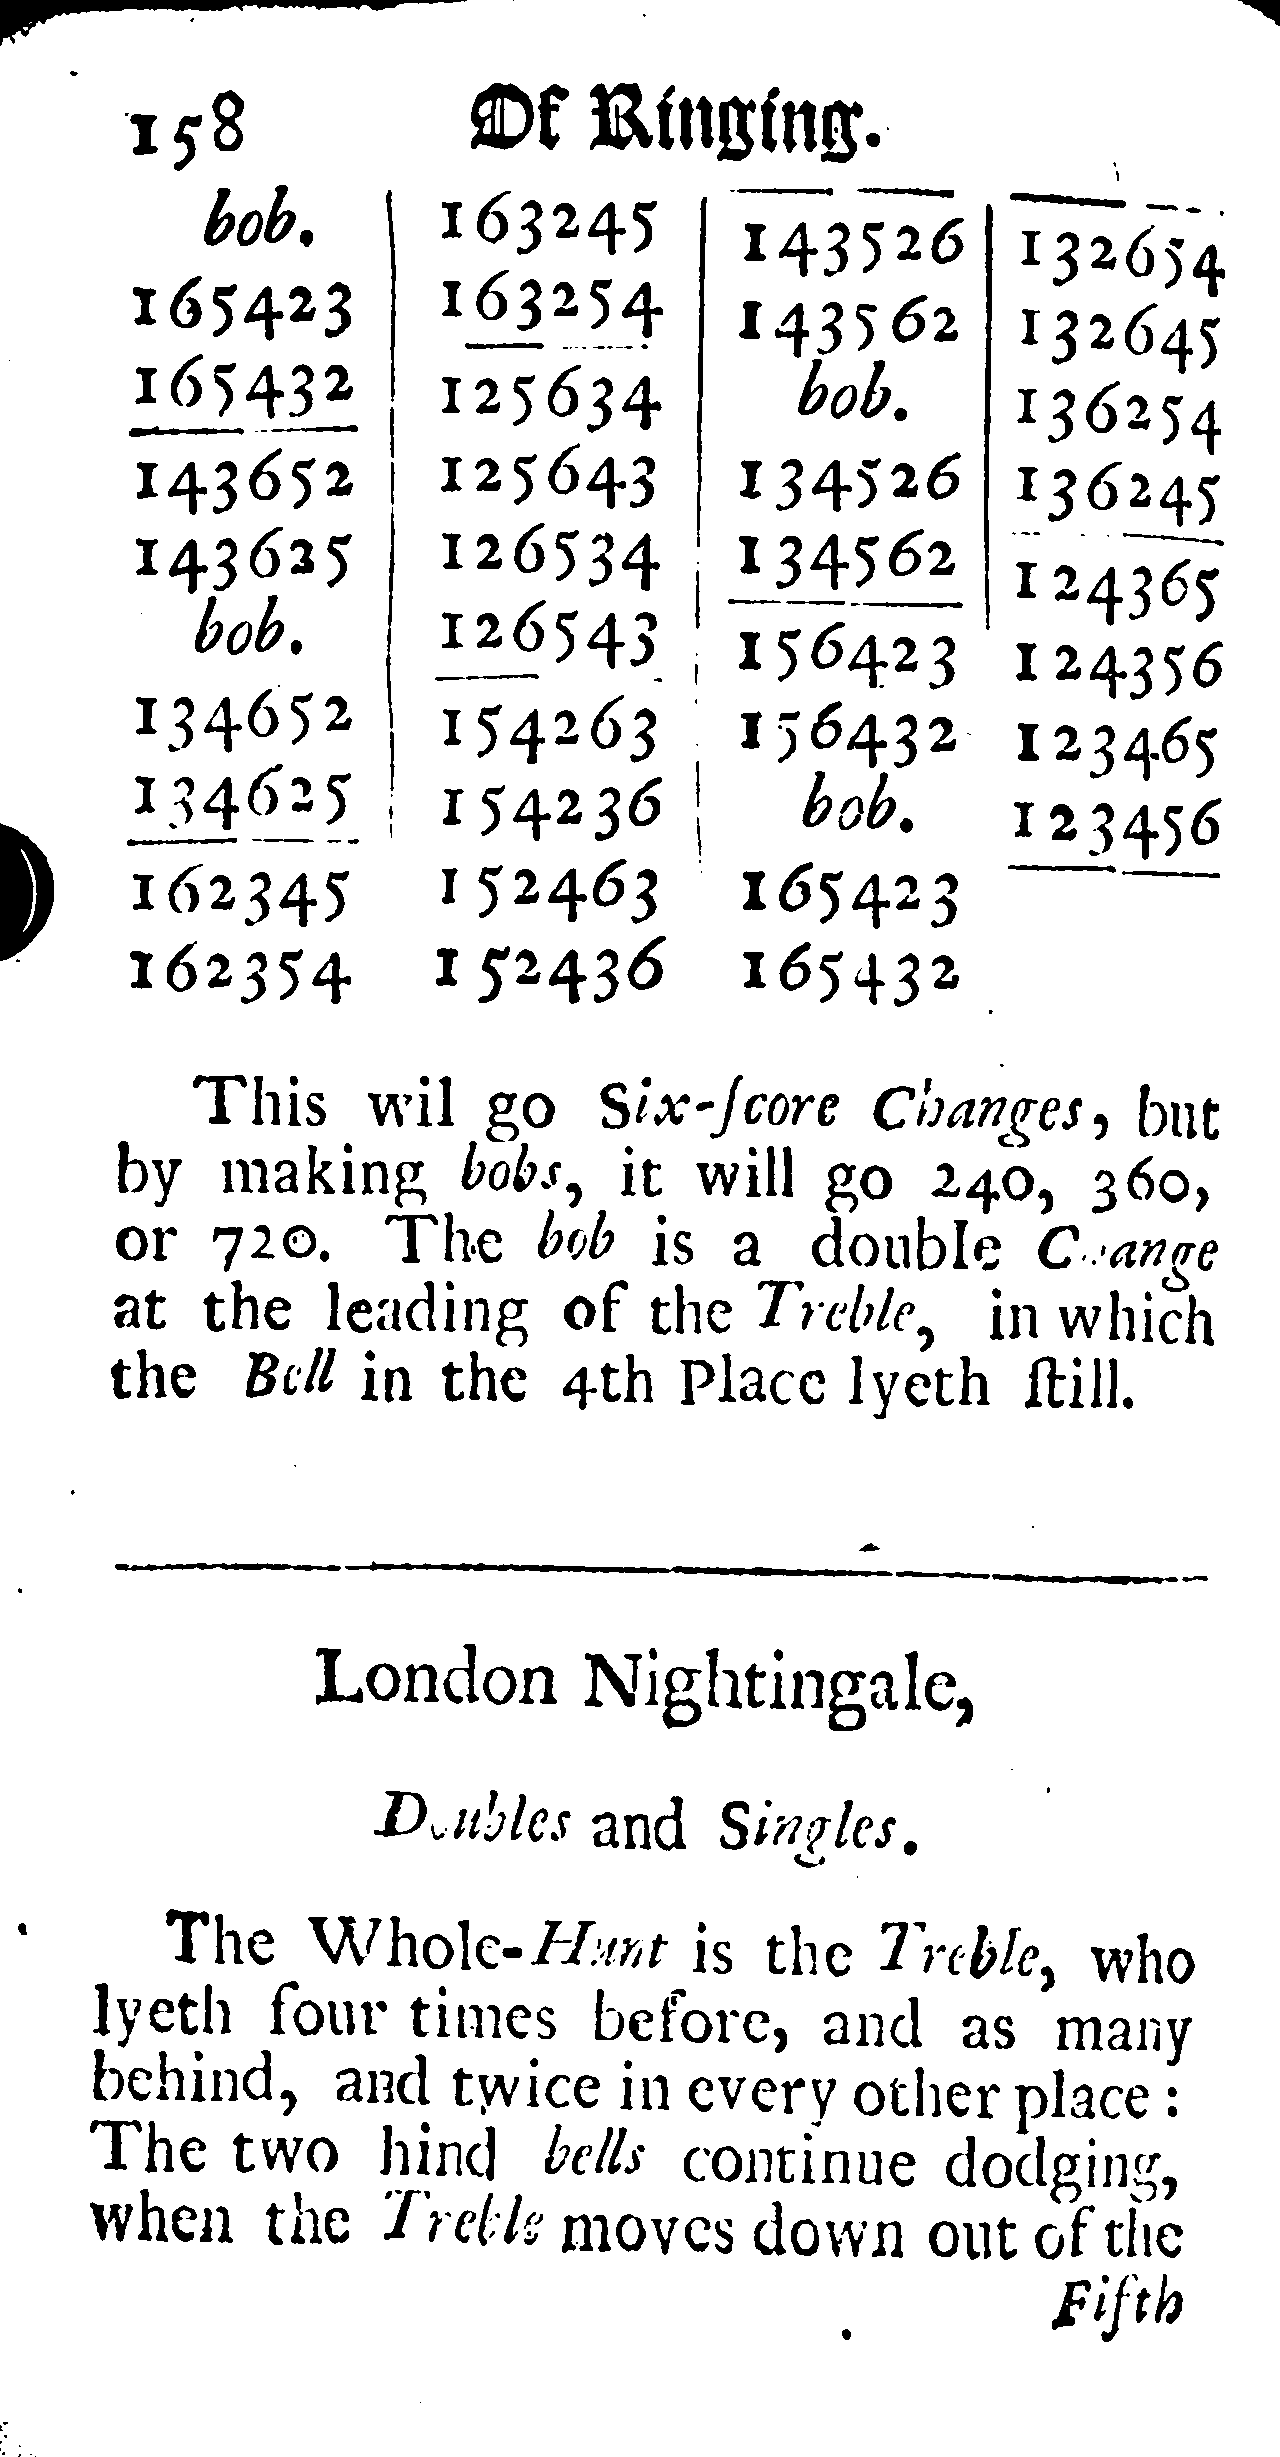 158
Of Ringing.
bob.
165423
165432
143652
143625
bob.
134652
134625
162345
162354
163245
163254
125634
125643
126534
126543
154263
154236
152463
152436
143526
143562
bob.
134526
134562
156423
156432
bob.
165423
165432
132654
132645
136254
136245
124365
124356
123465
123456
This wil go Six-ſcore Changes, but
by making bobs, it will go 240, 360,
or 720. The bob is a double Change
at the leading of the Treble, in which
the Bell in the 4th Place lyeth ſtill.
London Nightingale,
Doubles and Singles.
The Whole-Hunt is the Treble, who
lyeth four times before, and as many
behind, and twice in every other place:
The two hind bells continue dodging,
when the Treble moves down out of the
Fifth